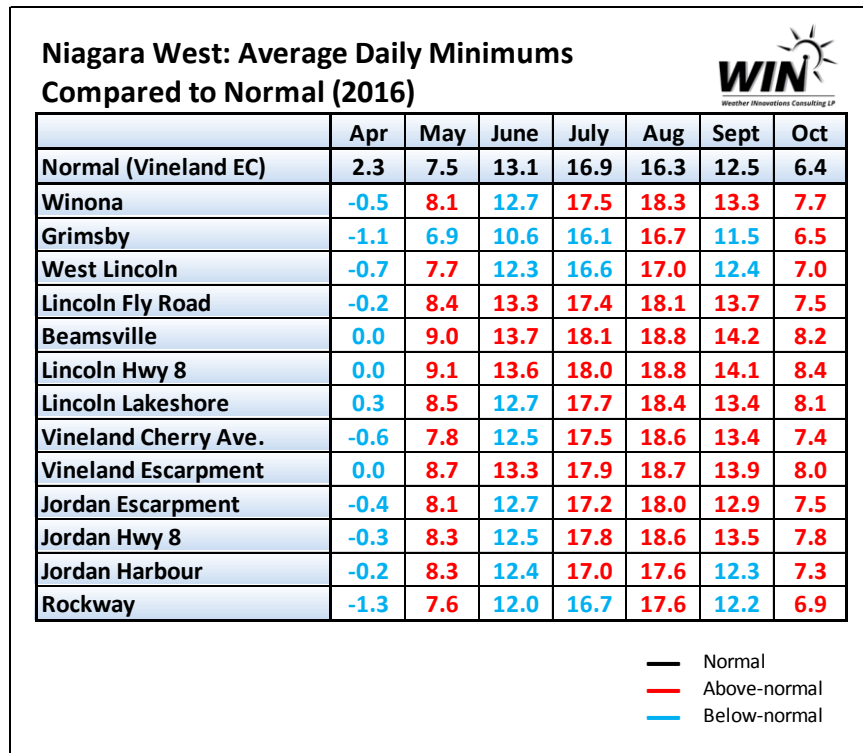 Niagara West: Average Daily Minimums
Compared to Normal (2016)
WIN
Weather INnovations Consulting LP
Apr May June July Aug Sept Oct
Normal (Vineland EC) 2.3 7.5 13.1 16.9 16.3 12.5 6.4
Winona -0.5 8.1 12.7 17.5 18.3 13.3 7.7
Grimsby -1.1 6.9 10.6 16.1 16.7 11.5 6.5
West Lincoln -0.7 7.7 12.3 16.6 17.0 12.4 7.0
Lincoln Fly Road -0.2 8.4 13.3 17.4 18.1 13.7 7.5
Beamsville 0.0 9.0 13.7 18.1 18.8 14.2 8.2
Lincoln Hwy 8 0.0 9.1 13.6 18.0 18.8 14.1 8.4
Lincoln Lakeshore 0.3 8.5 12.7 17.7 18.4 13.4 8.1
Vineland Cherry Ave. -0.6 7.8 12.5 17.5 18.6 13.4 7.4
Vineland Escarpment 0.0 8.7 13.3 17.9 18.7 13.9 8.0
Jordan Escarpment -0.4 8.1 12.7 17.2 18.0 12.9 7.5
Jordan Hwy 8 -0.3 8.3 12.5 17.8 18.6 13.5 7.8
Jordan Harbour -0.2 8.3 12.4 17.0 17.6 12.3 7.3
Rockway -1.3 7.6 12.0 16.7 17.6 12.2 6.9
Normal
Above-normal
Below-normal